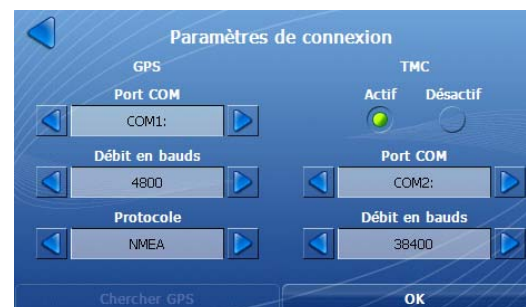 Paramètres de connexion
GPS
TMC
Port COM
Actif Désactif
COM1:
Débit en bauds
Port COM
4800
COM2:
Protocole
Débit en bauds
NMEA
38400
Chercher GPS
OK